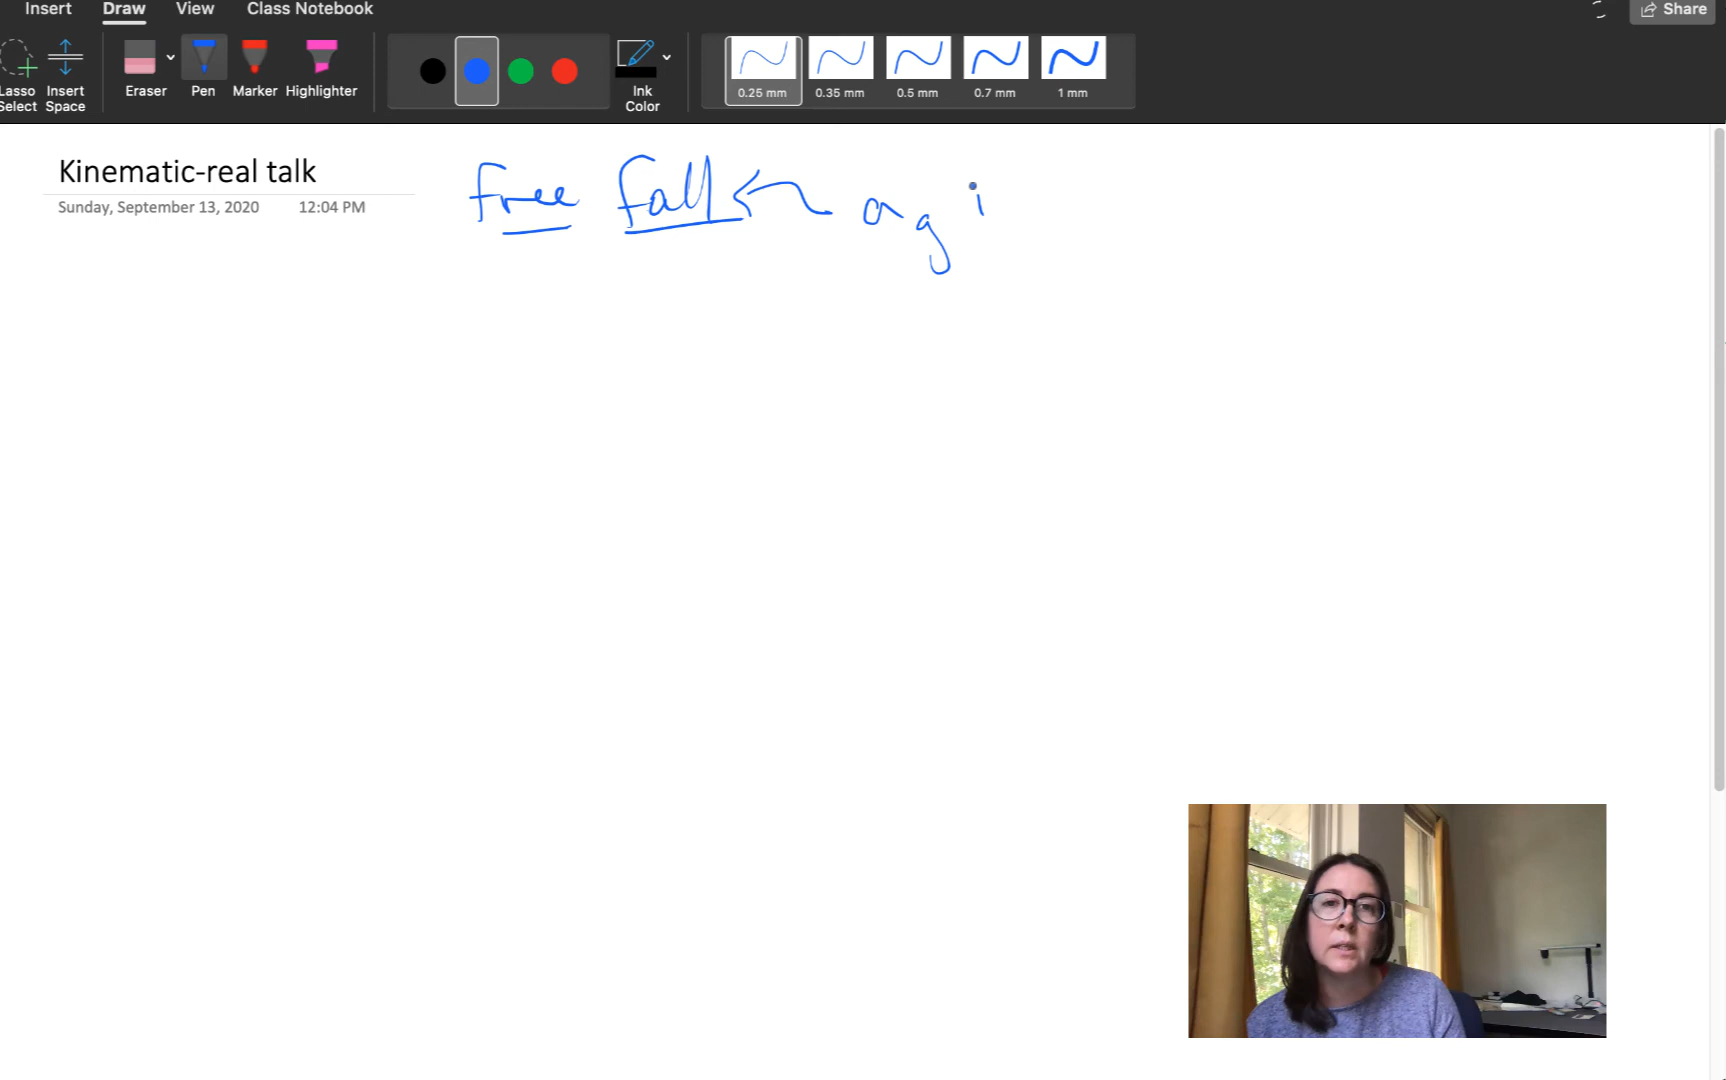 Insert Draw View Class Notebook Share
Lasso Select
Insert Space
Eraser
Pen
Marker
Highlighter
Ink Color
0.25 mm
0.35 mm
0.5 mm
0.7 mm
1 mm
Kinematic-real talk
Sunday, September 13, 2020 12:04 PM
free fall ← ag i